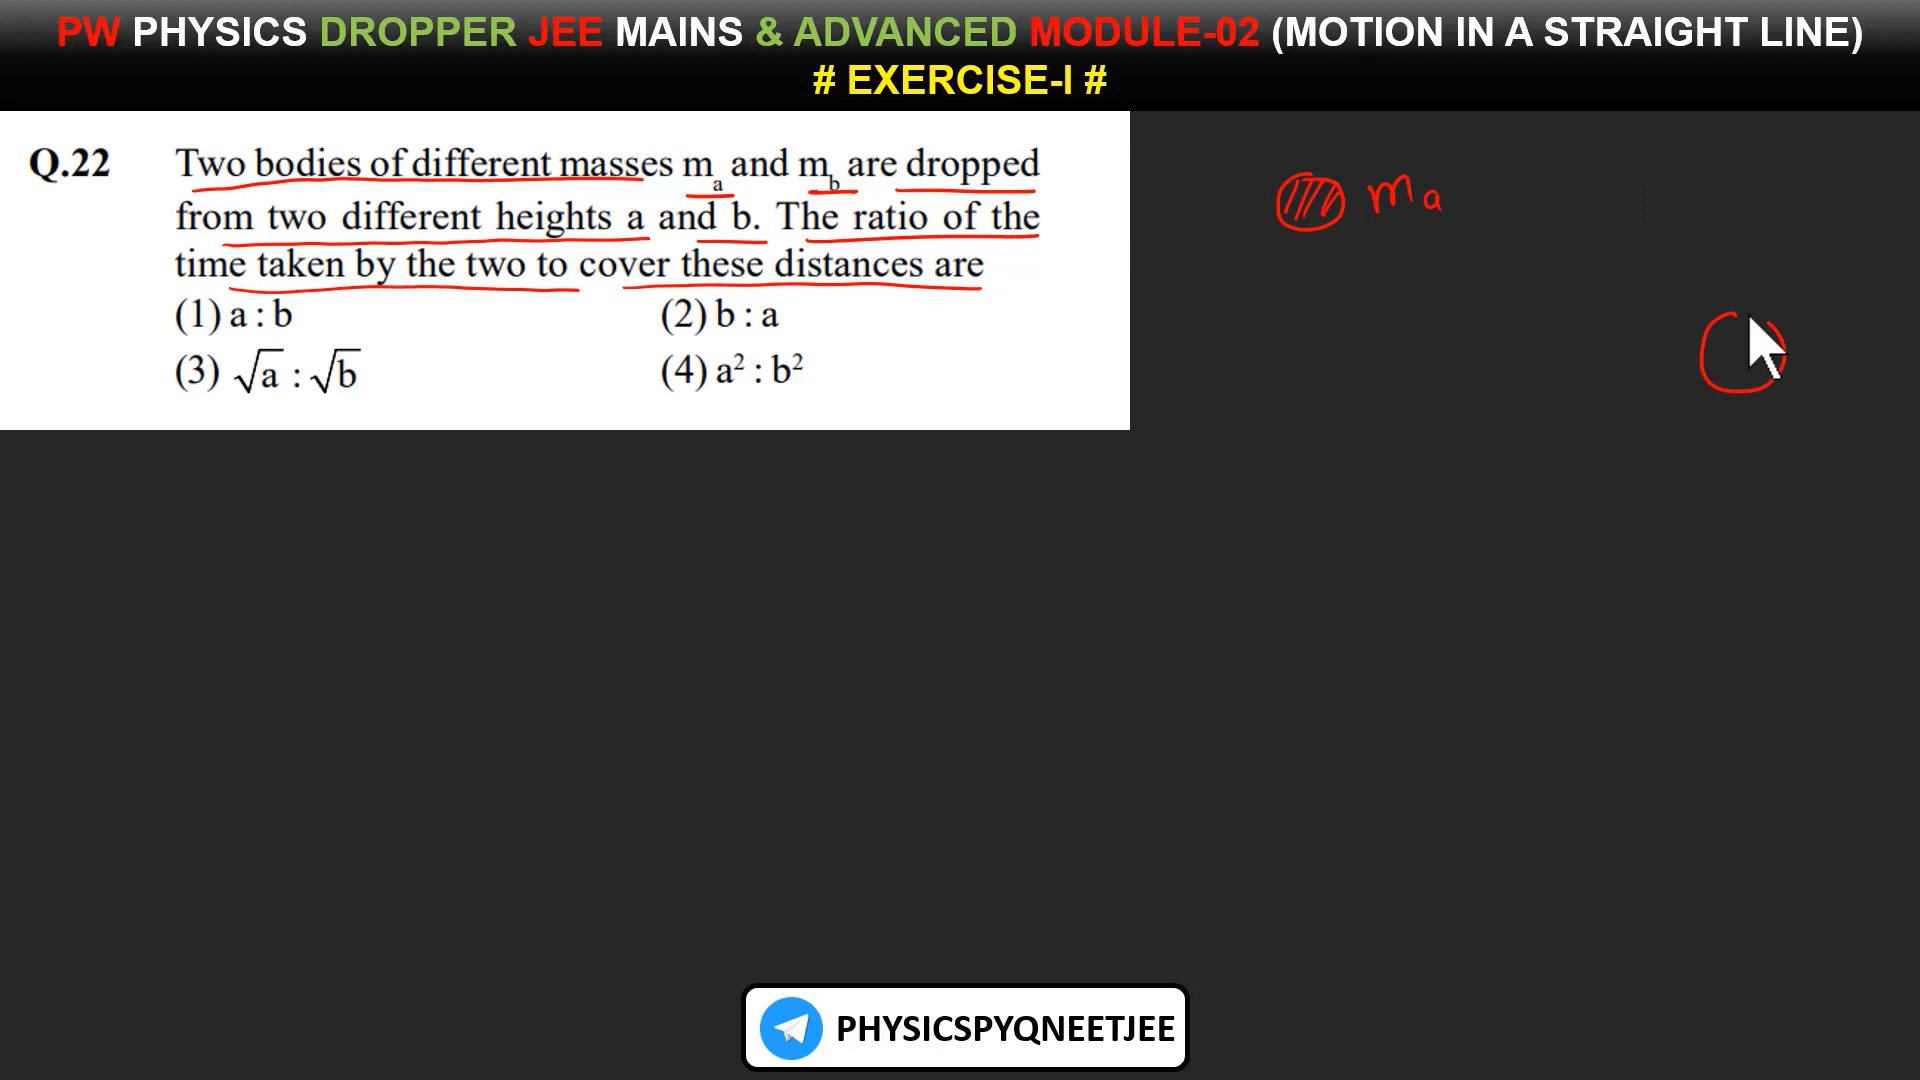 PW PHYSICS DROPPER JEE MAINS & ADVANCED MODULE-02 (MOTION IN A STRAIGHT LINE)
# EXERCISE-I #
Q.22 Two bodies of different masses mₐ and m_b are dropped
from two different heights a and b. The ratio of the
time taken by the two to cover these distances are
(1) a : b (2) b : a
(3) √a : √b (4) a² : b²
mₐ
PHYSICSPYQNEETJEE